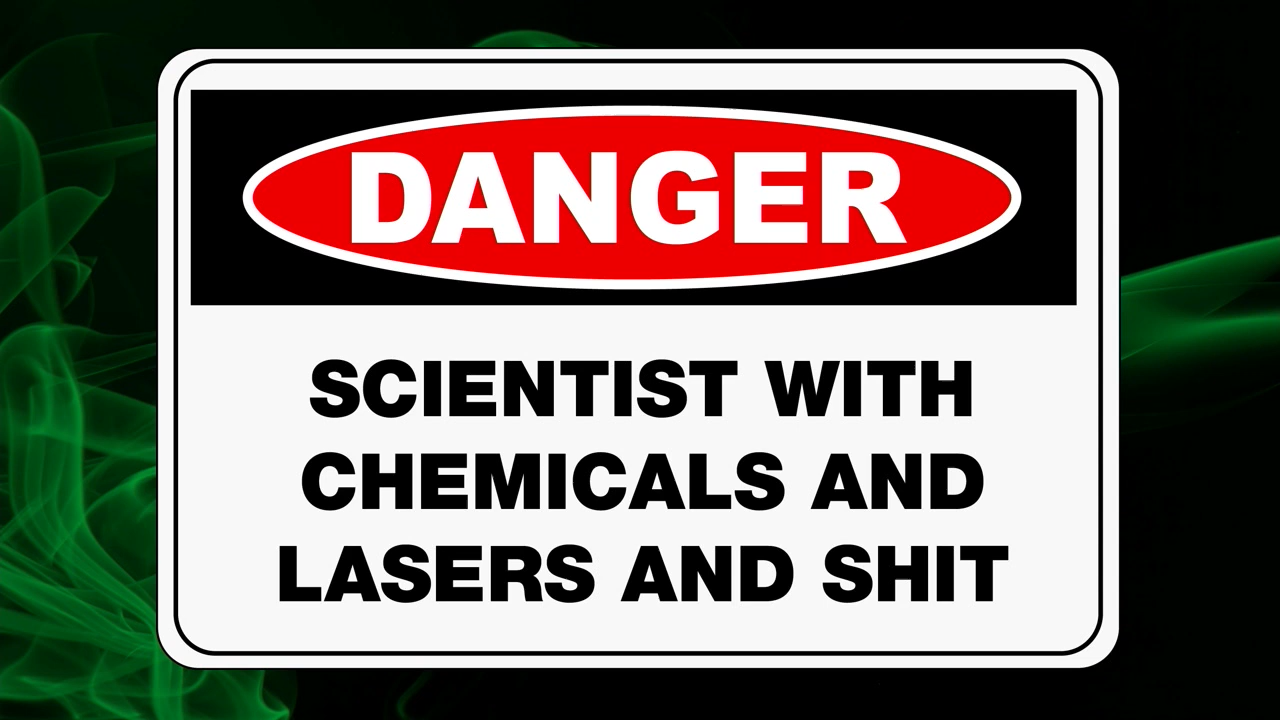 DANGER
SCIENTIST WITH
CHEMICALS AND
LASERS AND SHIT